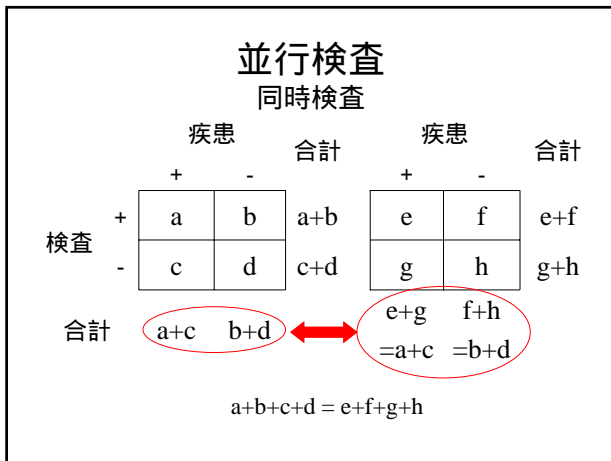 並行検査
同時検査
疾患 合計 疾患 合計
+ - + -
+ a b a+b e f e+f
検査
- c d c+d g h g+h
合計 a+c b+d e+g f+h
=a+c =b+d
a+b+c+d = e+f+g+h